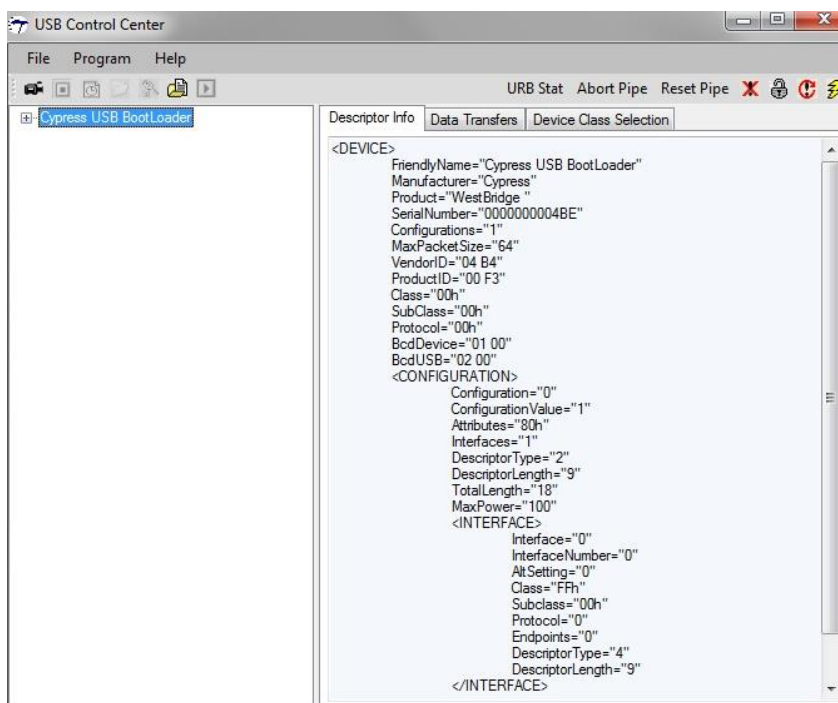 USB Control Center
File Program Help
URB Stat Abort Pipe Reset Pipe
Cypress USB BootLoader
Descriptor Info Data Transfers Device Class Selection
<DEVICE>
FriendlyName="Cypress USB BootLoader"
Manufacturer="Cypress"
Product="WestBridge "
SerialNumber="0000000004BE"
Configurations="1"
MaxPacketSize="64"
VendorID="04 B4"
ProductID="00 F3"
Class="00h"
SubClass="00h"
Protocol="00h"
BcdDevice="01 00"
BcdUSB="02 00"
<CONFIGURATION>
Configuration="0"
ConfigurationValue="1"
Attributes="80h"
Interfaces="1"
DescriptorType="2"
DescriptorLength="9"
TotalLength="18"
MaxPower="100"
<INTERFACE>
Interface="0"
InterfaceNumber="0"
AltSetting="0"
Class="FFh"
Subclass="00h"
Protocol="0"
Endpoints="0"
DescriptorType="4"
DescriptorLength="9"
</INTERFACE>